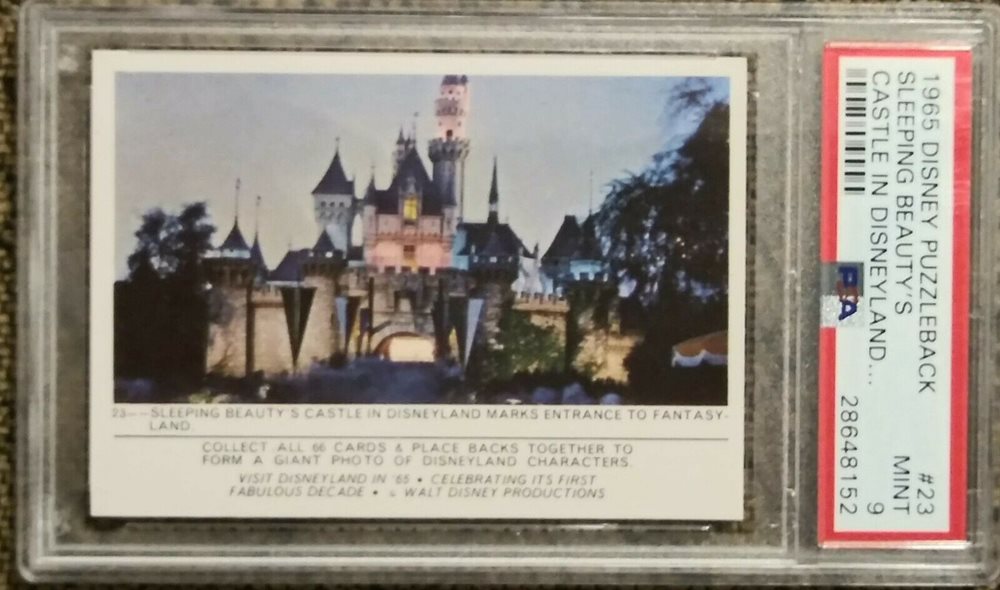 23—–SLEEPING BEAUTY'S CASTLE IN DISNEYLAND MARKS ENTRANCE TO FANTASY-
LAND.
COLLECT ALL 66 CARDS & PLACE BACKS TOGETHER TO
FORM A GIANT PHOTO OF DISNEYLAND CHARACTERS.
VISIT DISNEYLAND IN '65 • CELEBRATING ITS FIRST
FABULOUS DECADE • © WALT DISNEY PRODUCTIONS
1965 DISNEY PUZZLEBACK #23
SLEEPING BEAUTY'S MINT
CASTLE IN DISNEYLAND... 9
PSA 28648152